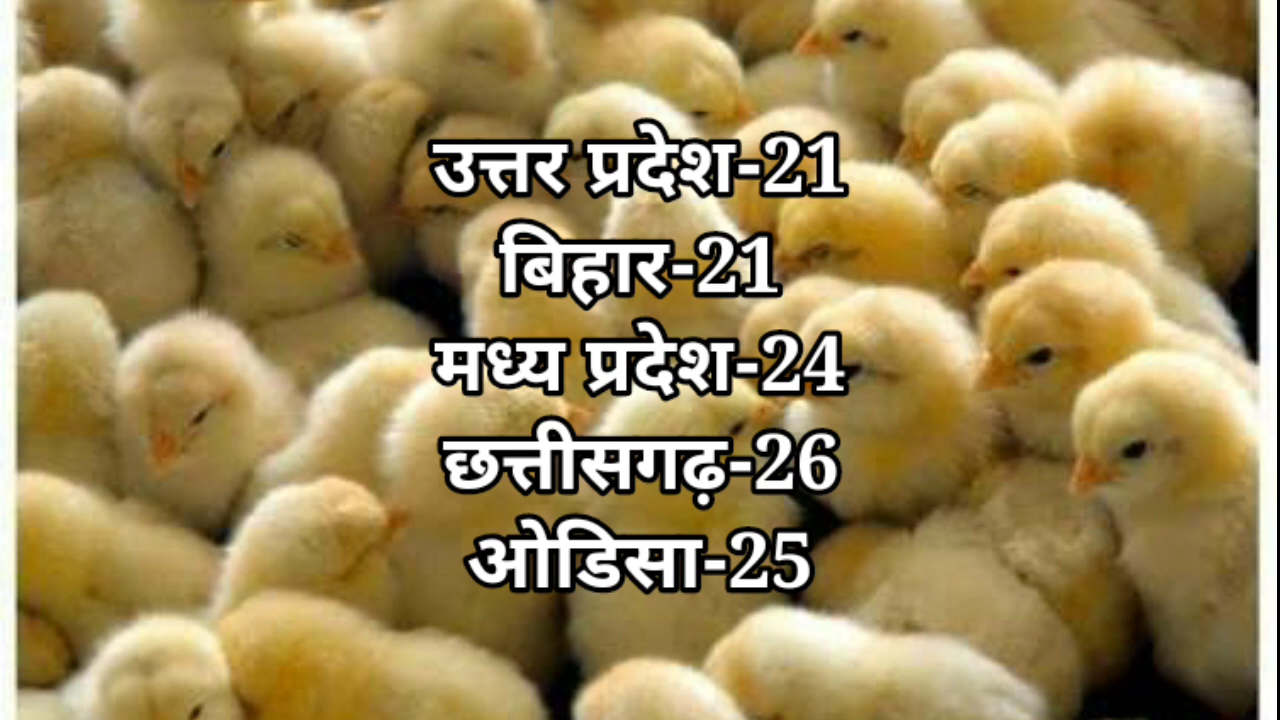 उत्तर प्रदेश-21
बिहार-21
मध्य प्रदेश-24
छत्तीसगढ़-26
ओडिसा-25